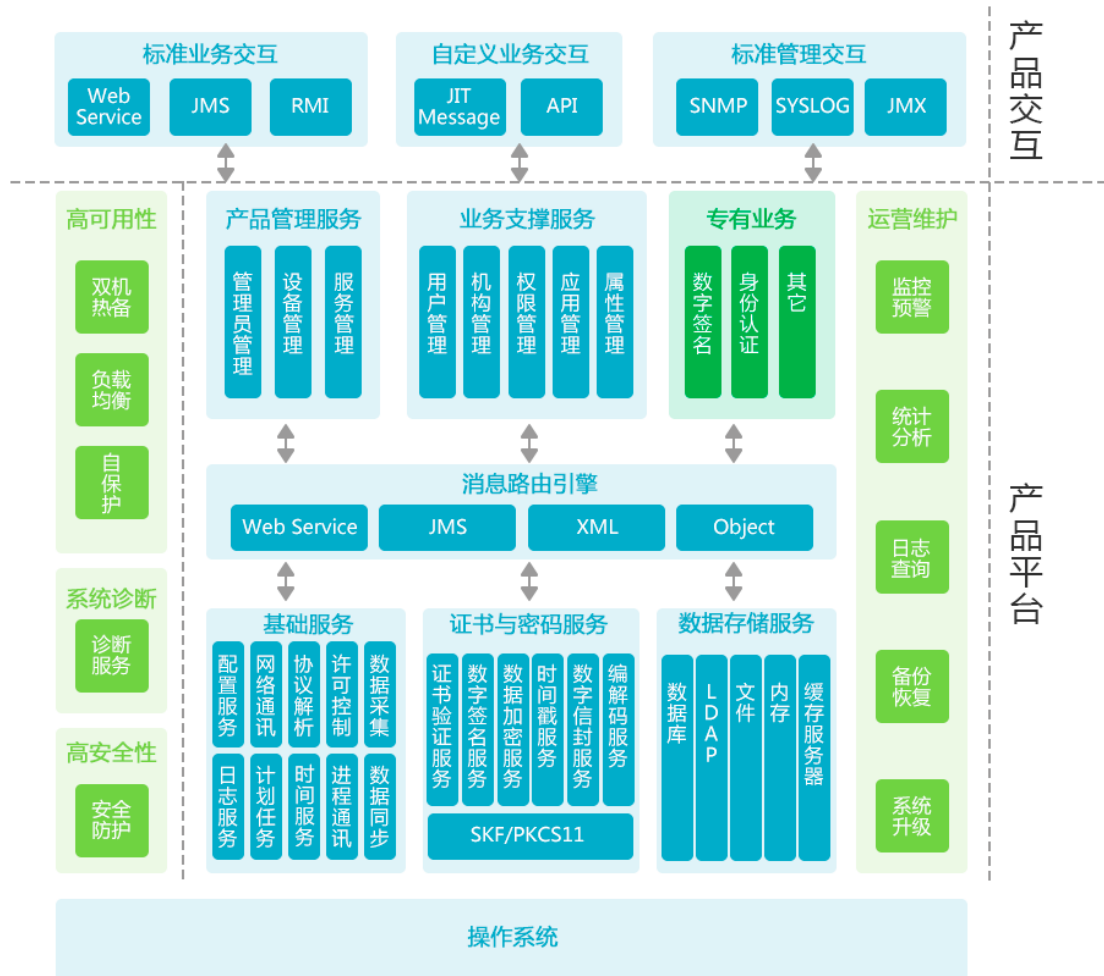 产品交互
标准业务交互
Web
Service
JMS
RMI
自定义业务交互
JIT
Message
API
标准管理交互
SNMP
SYSLOG
JMX
产品平台
高可用性
双机
热备
负载
均衡
自
保
护
系统诊断
诊断
服务
高安全性
安全
防护
产品管理服务
管理员管理
设备管理
服务管理
业务支撑服务
用户管理
机构管理
权限管理
应用管理
属性管理
专有业务
数字签名
身份认证
其它
消息路由引擎
Web Service
JMS
XML
Object
基础服务
配置服务
网络通讯
协议解析
许可控制
数据采集
日志服务
计划任务
时间服务
进程通讯
数据同步
证书与密码服务
证书验证服务
数字签名服务
数据加密服务
时间戳服务
数字信封服务
编解码服务
SKF/PKCS11
数据存储服务
数据库
LDAP
文件
内存
缓存服务器
运营维护
监控
预警
统计
分析
日志
查询
备份
恢复
系统
升级
操作系统